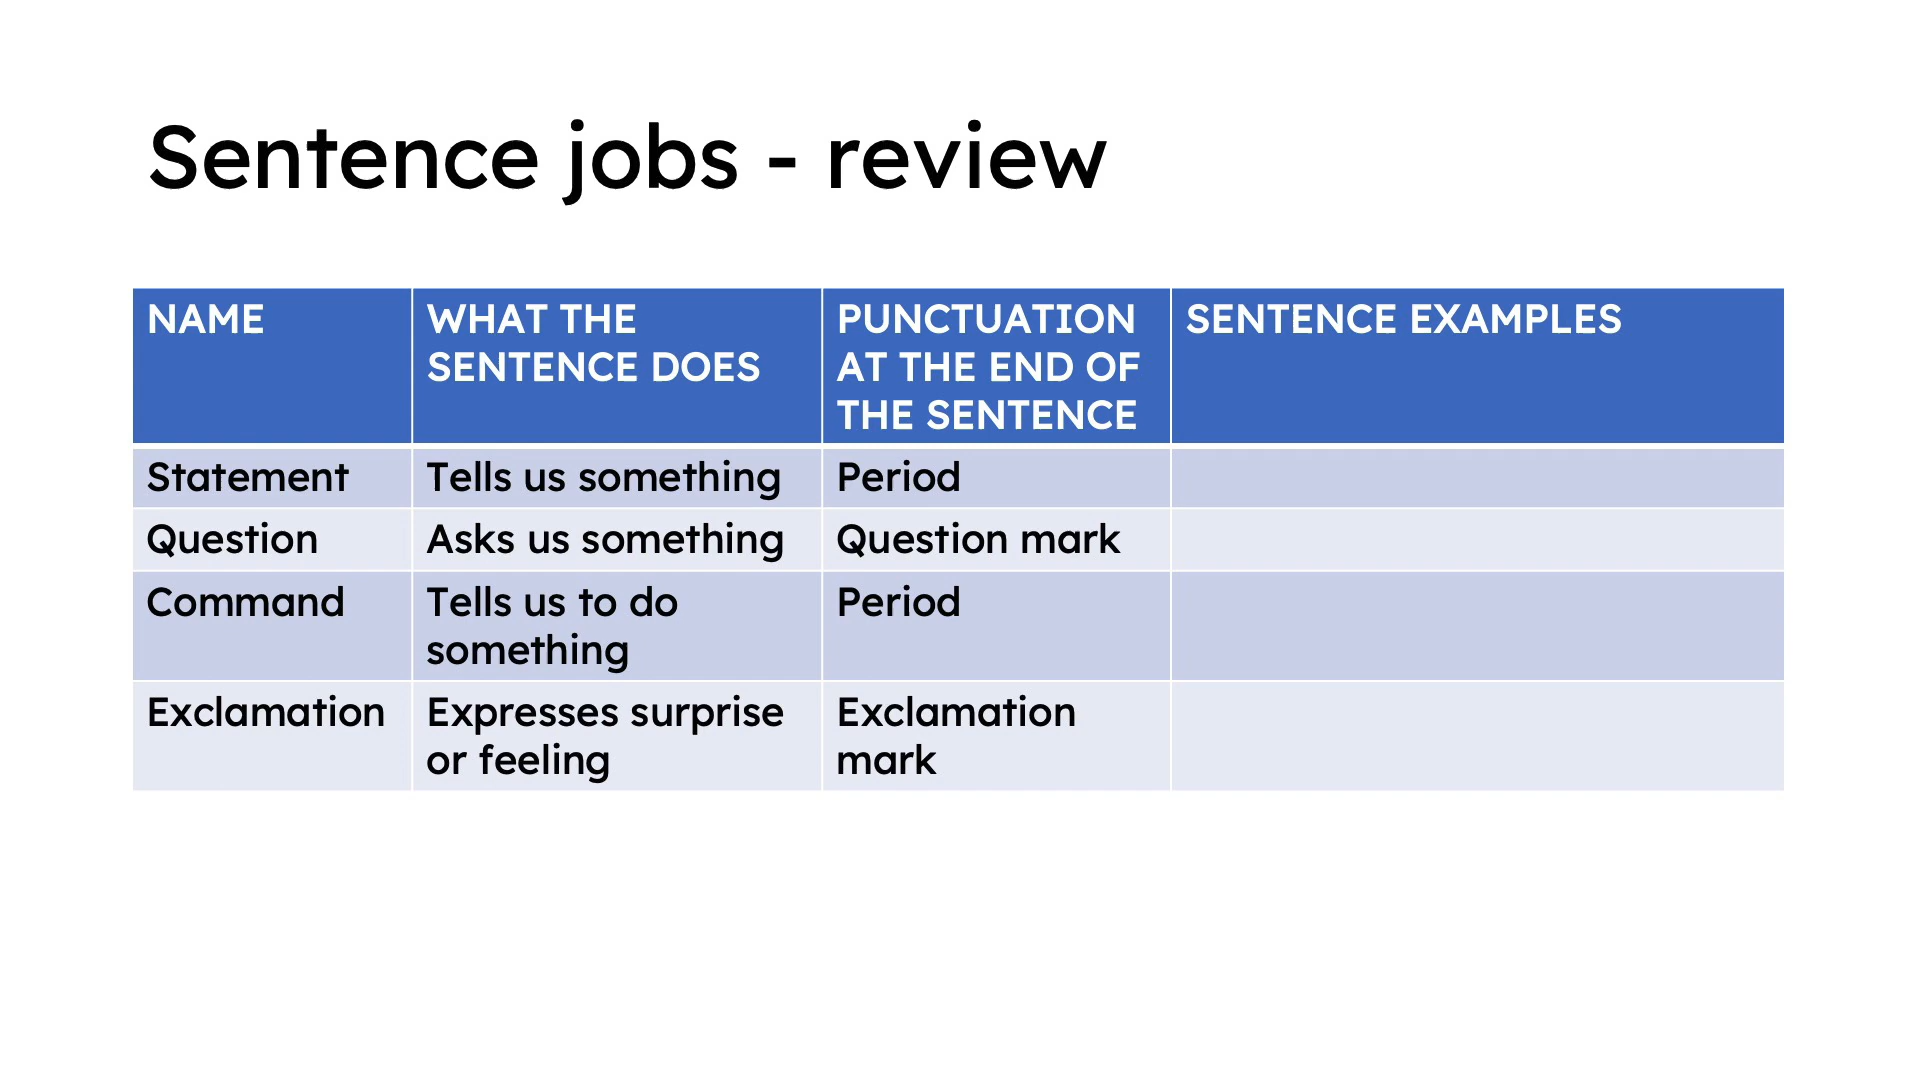 Sentence jobs - review
NAME
WHAT THE
SENTENCE DOES
PUNCTUATION
AT THE END OF
THE SENTENCE
SENTENCE EXAMPLES
Statement
Tells us something
Period
Question
Asks us something
Question mark
Command
Tells us to do
something
Period
Exclamation
Expresses surprise
or feeling
Exclamation
mark